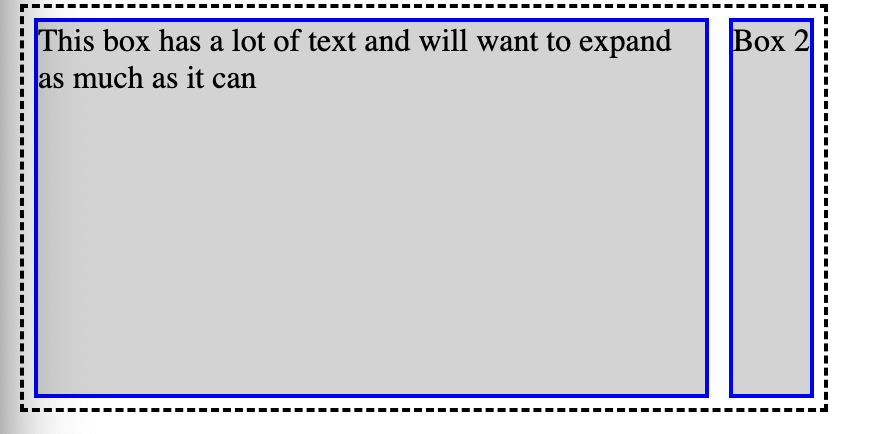 This box has a lot of text and will want to expand
as much as it can
Box 2